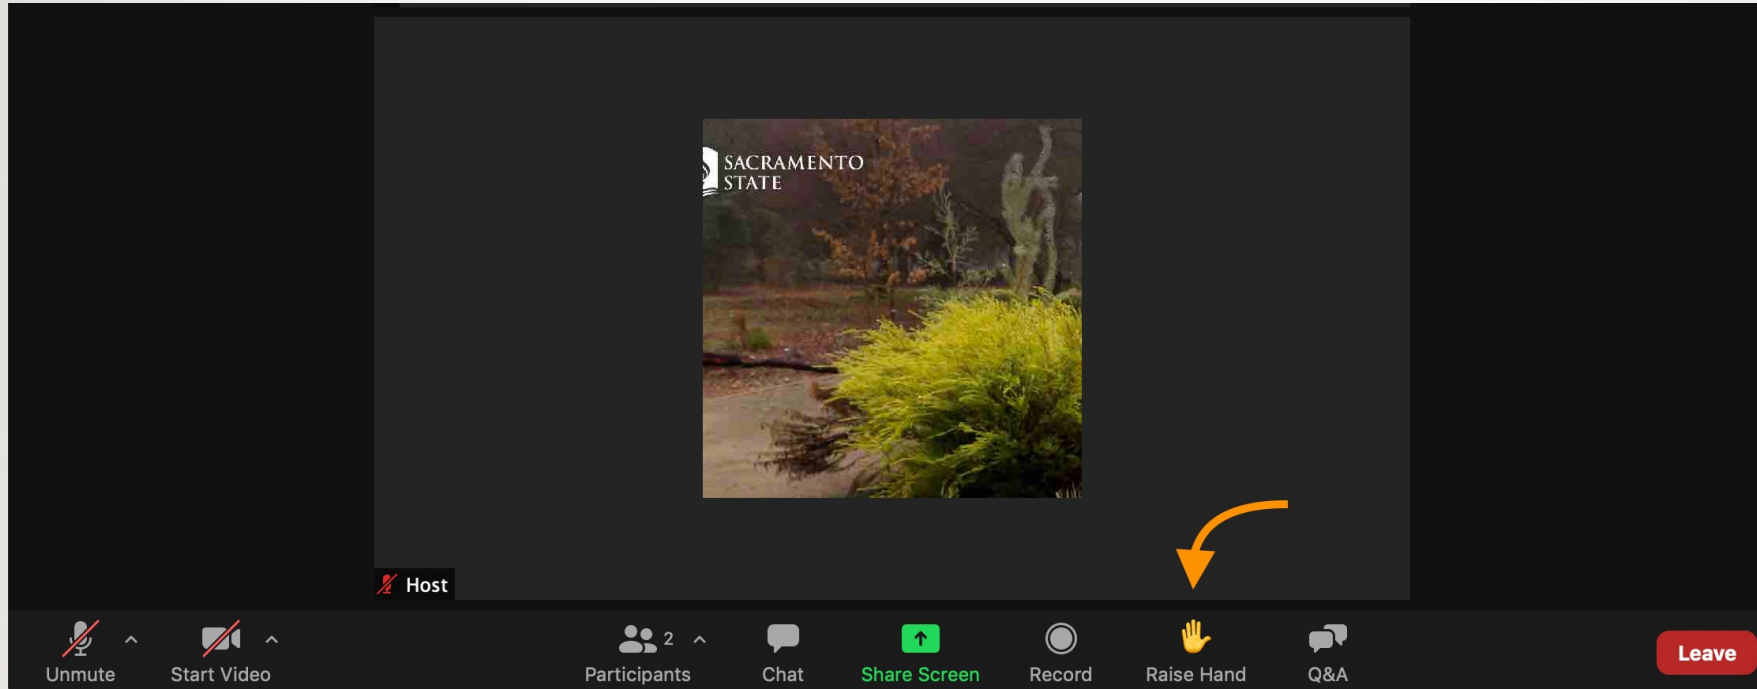 SACRAMENTO
STATE
Host
2
Unmute
Start Video
Participants
Chat
Share Screen
Record
Raise Hand
Q&A
Leave